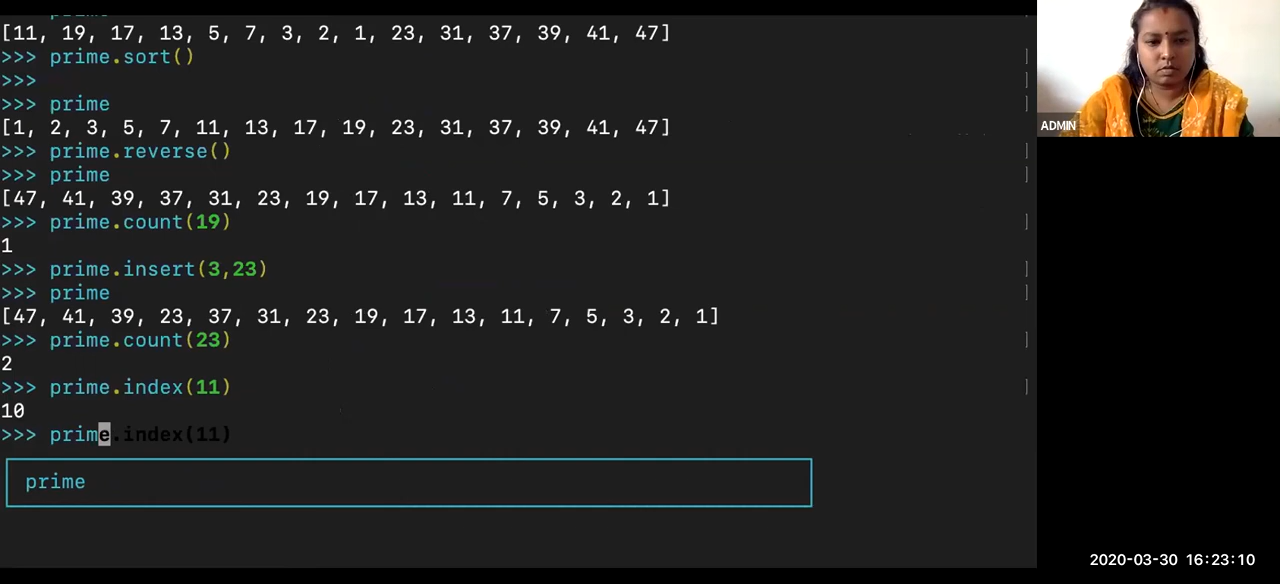 [11, 19, 17, 13, 5, 7, 3, 2, 1, 23, 31, 37, 39, 41, 47]
>>> prime.sort()
>>>
>>> prime
[1, 2, 3, 5, 7, 11, 13, 17, 19, 23, 31, 37, 39, 41, 47]
>>> prime.reverse()
>>> prime
[47, 41, 39, 37, 31, 23, 19, 17, 13, 11, 7, 5, 3, 2, 1]
>>> prime.count(19)
1
>>> prime.insert(3,23)
>>> prime
[47, 41, 39, 23, 37, 31, 23, 19, 17, 13, 11, 7, 5, 3, 2, 1]
>>> prime.count(23)
2
>>> prime.index(11)
10
>>> prime.index(11)
prime
ADMIN
2020-03-30 16:23:10